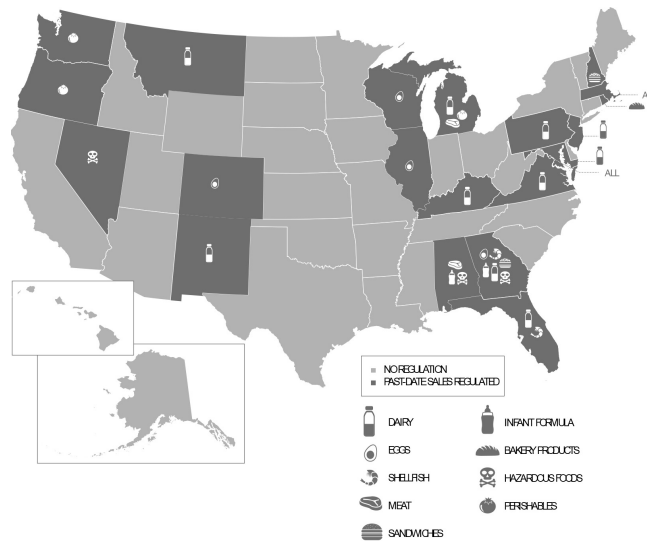 A
ALL
NO REGULATION
PAST-DATE SALES REGULATED
DAIRY
INFANT FORMULA
EGGS
BAKERY PRODUCTS
SHELLFISH
HAZARDOUS FOODS
MEAT
PERISHABLES
SANDWICHES